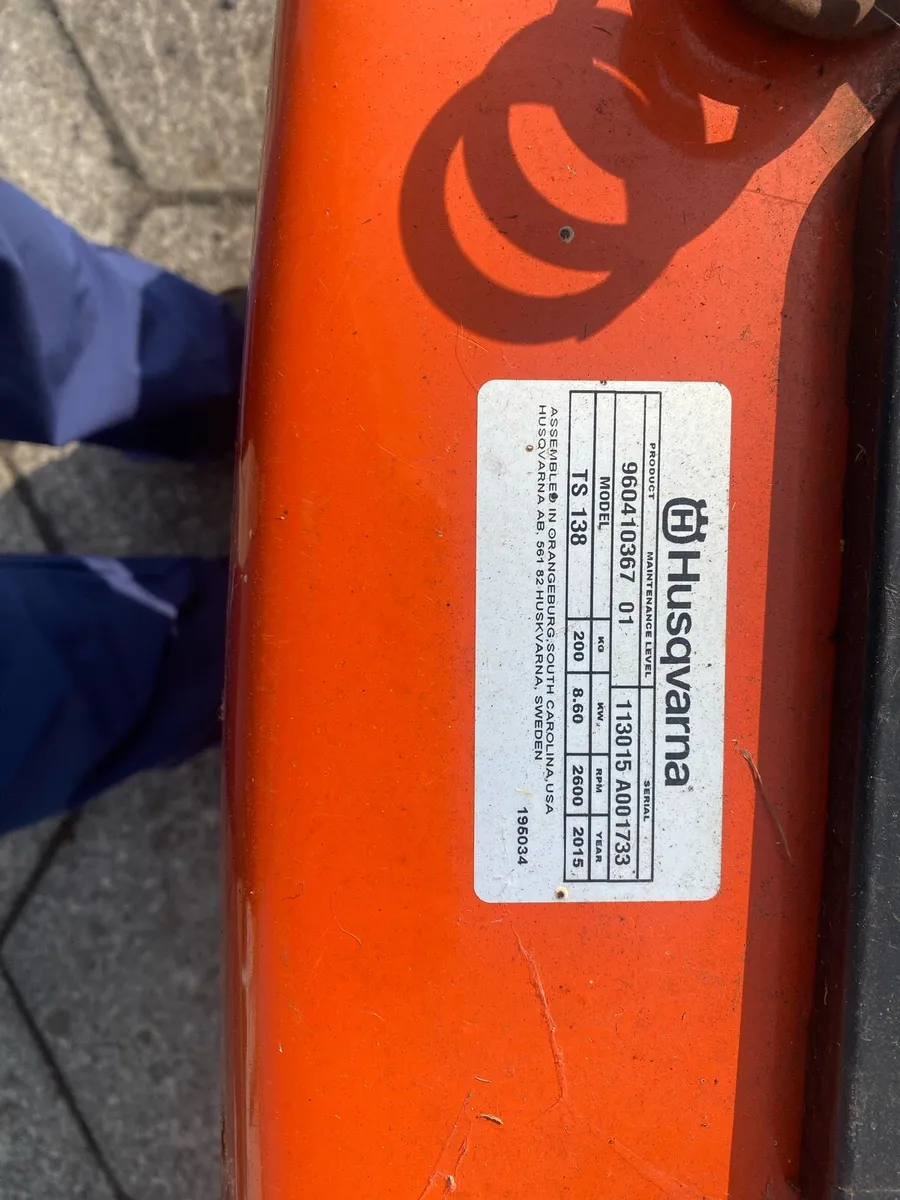 Husqvarna
PRODUCT MAINTENANCE LEVEL SERIAL
960410367 01 113015 A001733
MODEL KG KW RPM YEAR
TS 138 200 8.60 2600 2015
ASSEMBLED IN ORANGEBURG, SOUTH CAROLINA, USA
HUSQVARNA AB, 561 82 HUSKVARNA, SWEDEN
195034